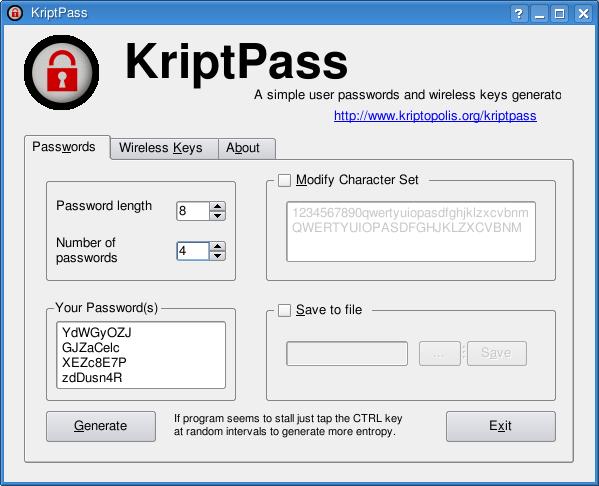 KriptPass
KriptPass
A simple user passwords and wireless keys generato
http://www.kriptopolis.org/kriptpass
Passwords
Wireless Keys
About
Password length
8
Number of
passwords
4
Modify Character Set
1234567890qwertyuiopasdfghjklzxcvbnm
QWERTYUIOPASDFGHJKLZXCVBNM
Your Password(s)
YdWGyOZJ
GJZaCelc
XEZc8E7P
zdDusn4R
Save to file
...
Save
Generate
If program seems to stall just tap the CTRL key
at random intervals to generate more entropy.
Exit